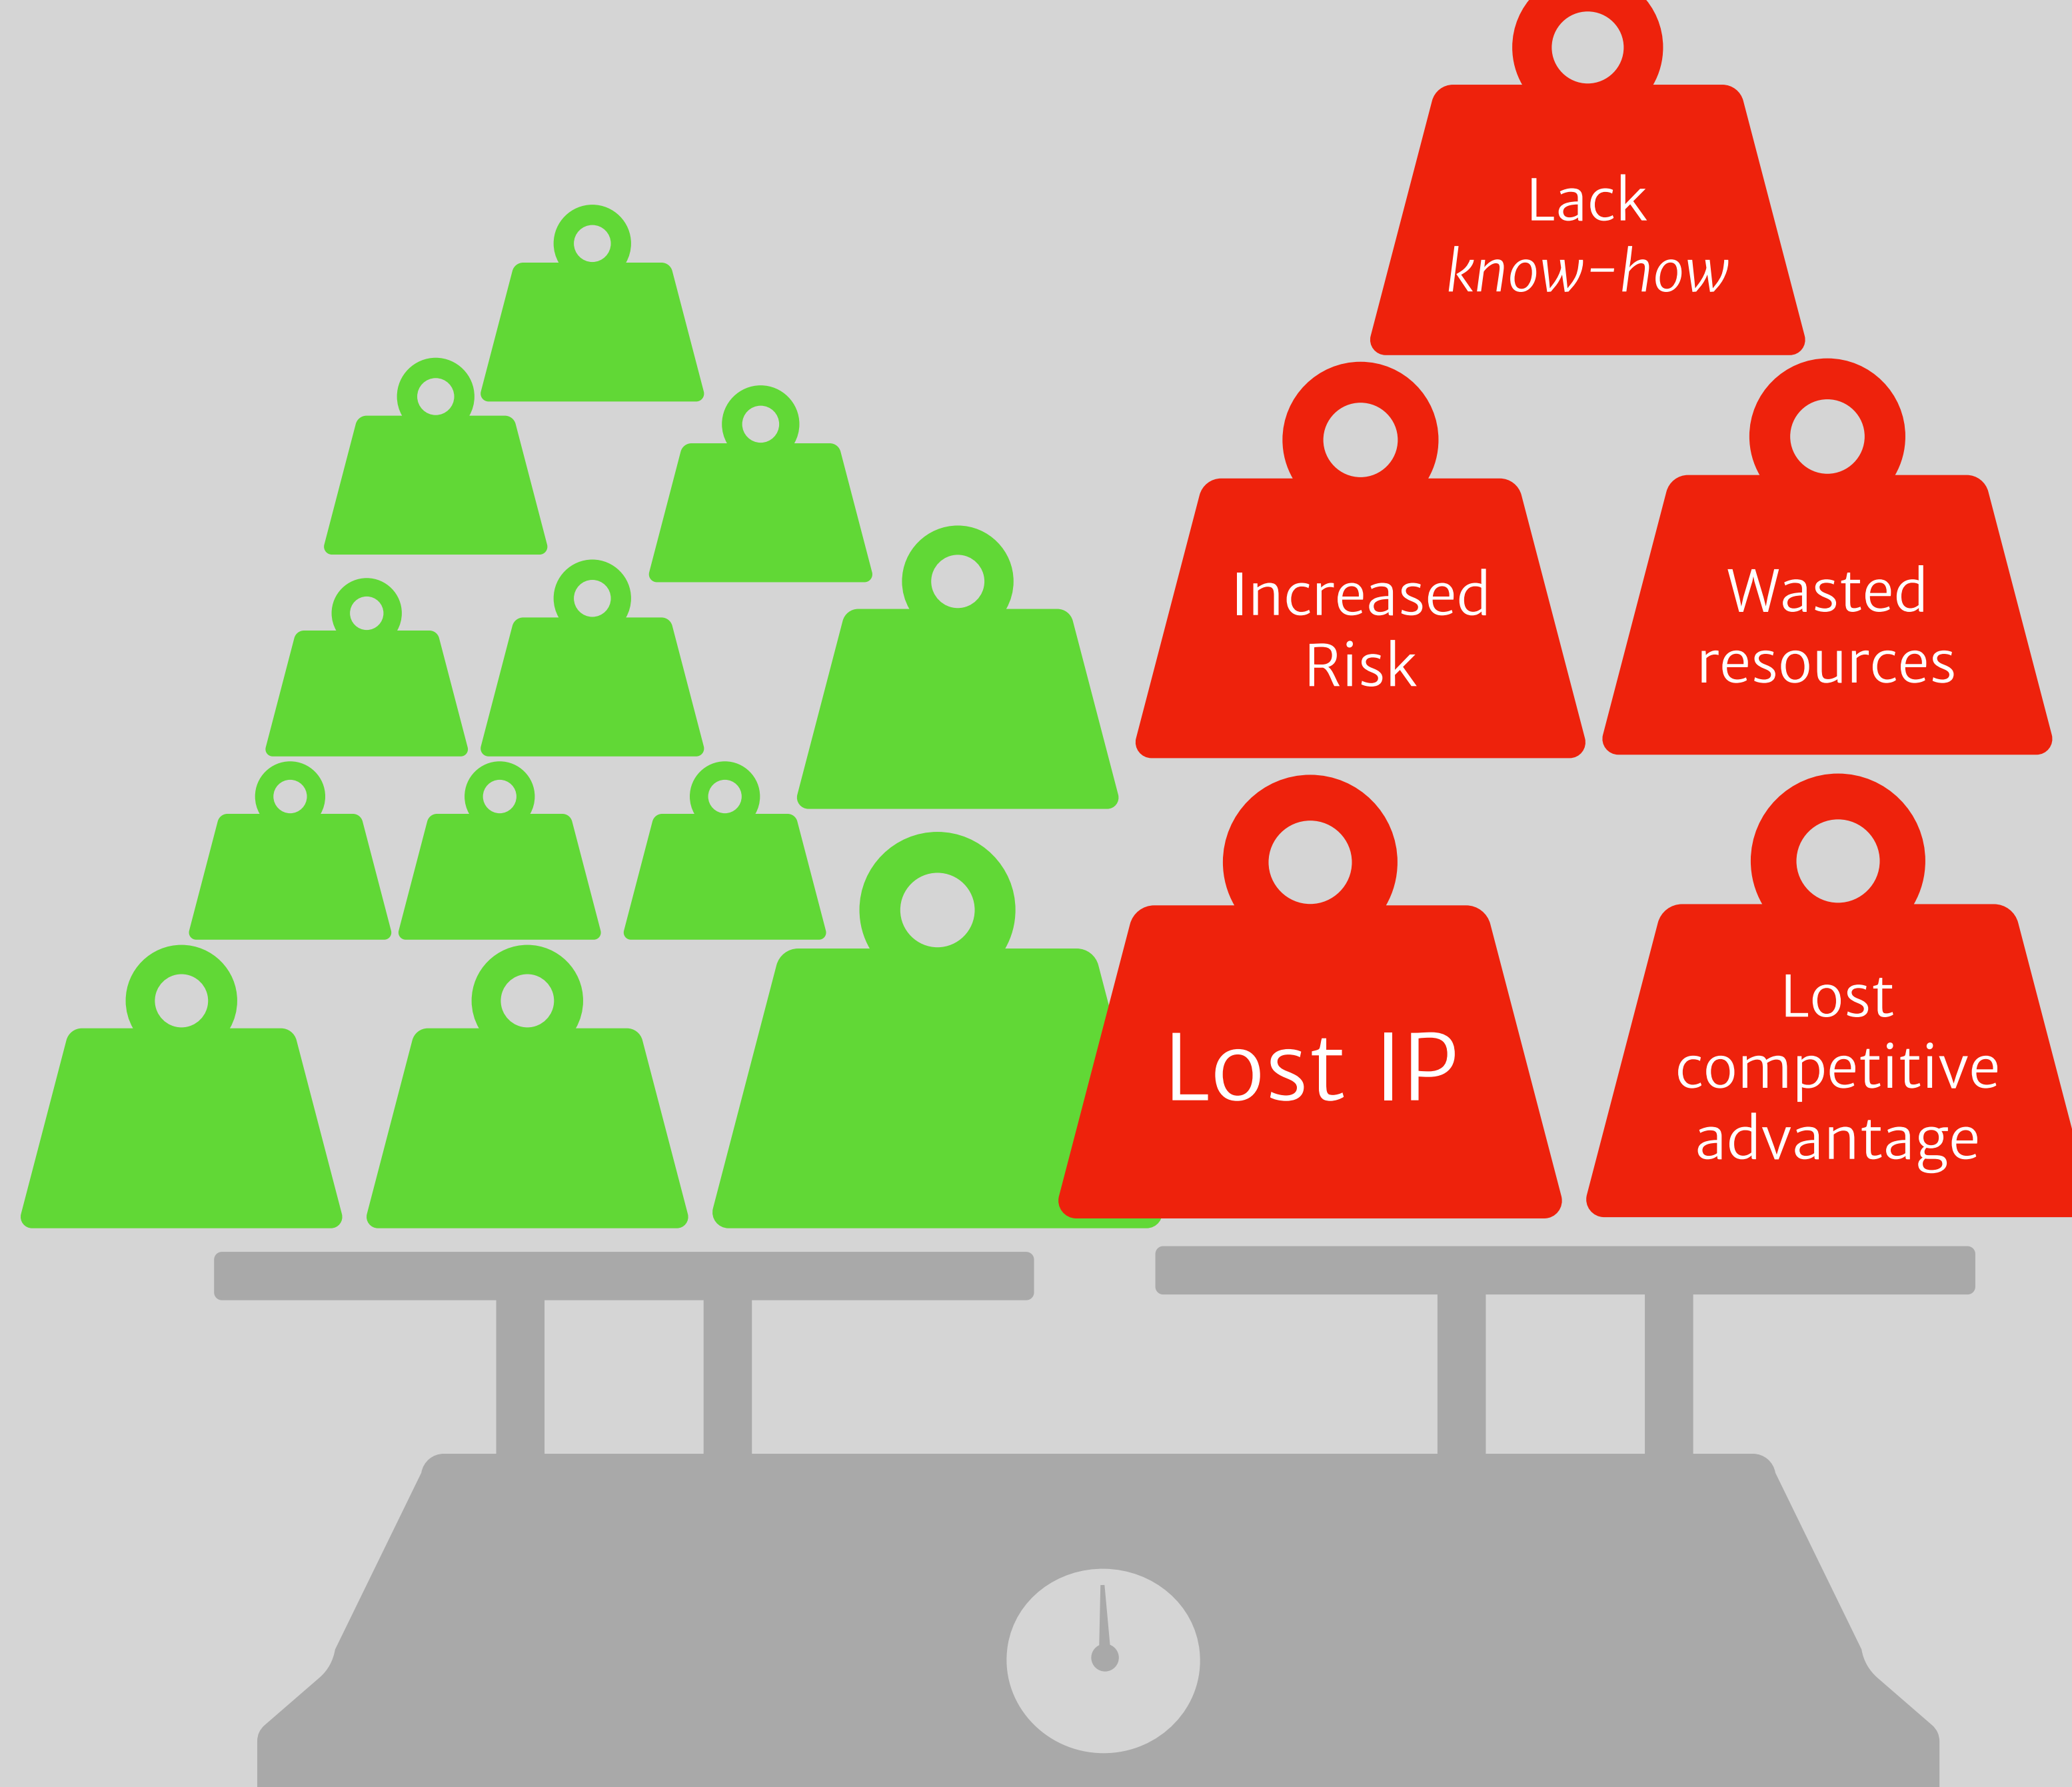 Lack
know-how
Increased
Risk
Wasted
resources
Lost IP
Lost
competitive
advantage